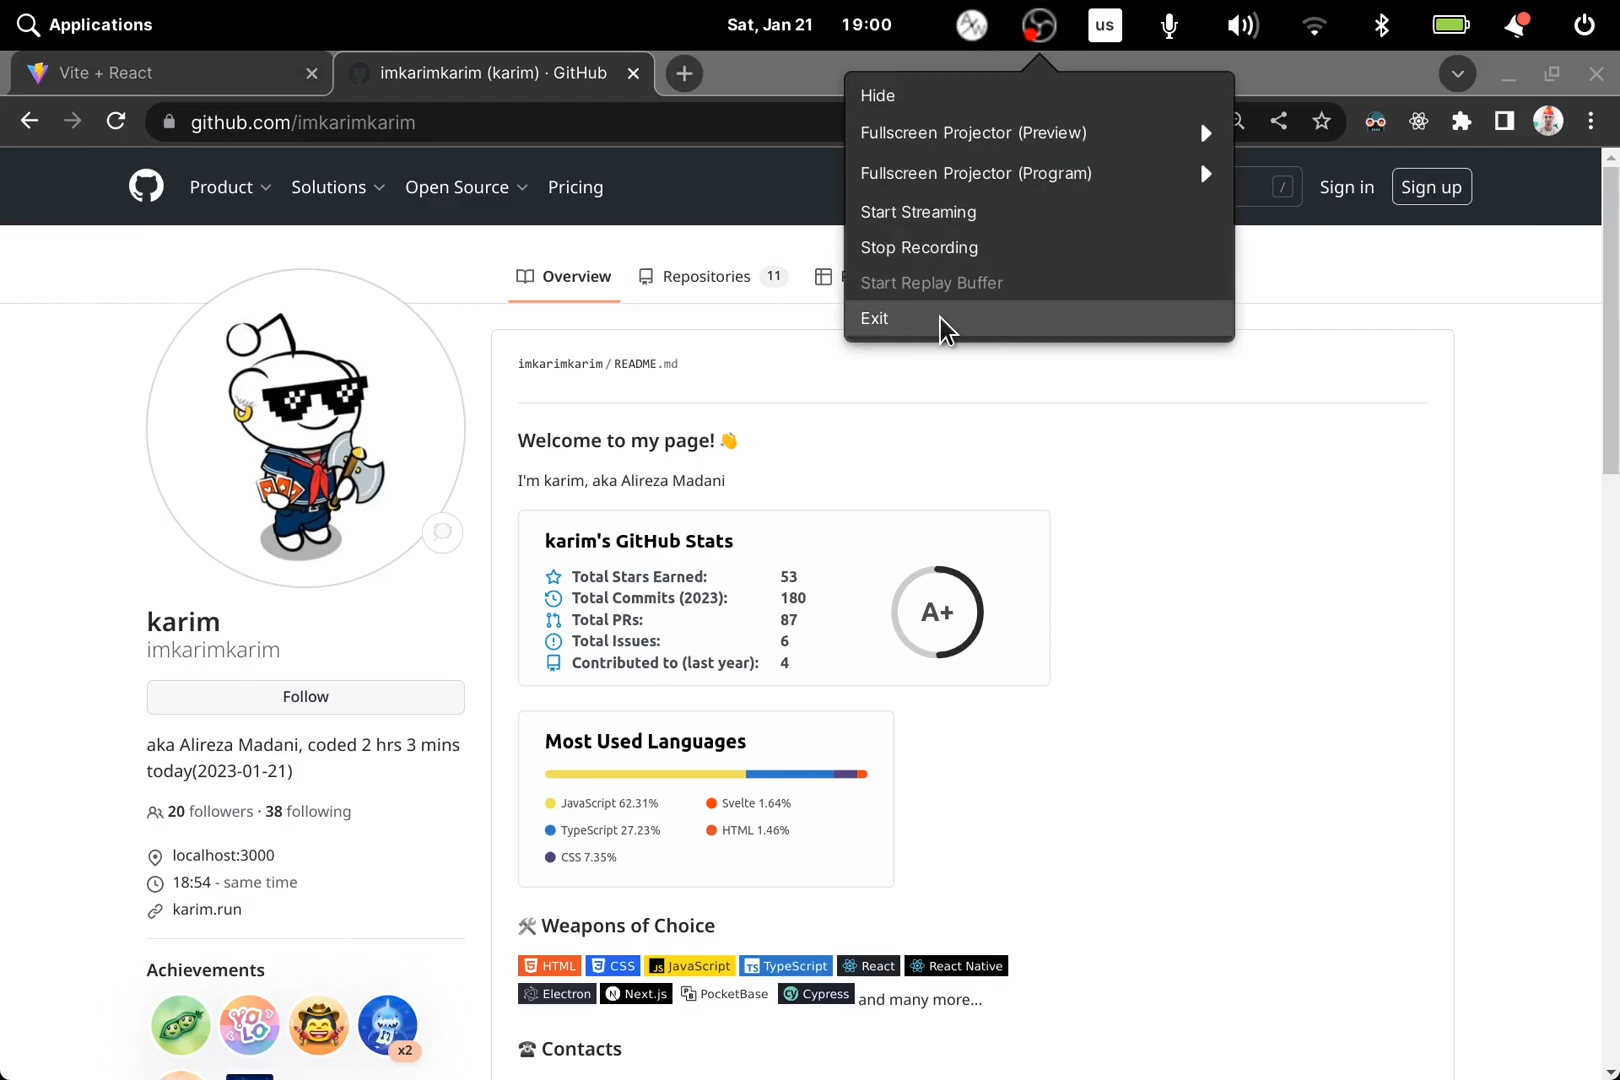 Applications
Sat, Jan 21 19:00
us
Vite + React
imkarimkarim (karim) · GitHub
github.com/imkarimkarim
Hide
Fullscreen Projector (Preview)
Fullscreen Projector (Program)
Start Streaming
Stop Recording
Start Replay Buffer
Exit
Product
Solutions
Open Source
Pricing
/
Sign in
Sign up
Overview
Repositories 11
imkarimkarim/README.md
Welcome to my page! 👋
I'm karim, aka Alireza Madani
karim's GitHub Stats
Total Stars Earned: 53
Total Commits (2023): 180
Total PRs: 87
Total Issues: 6
Contributed to (last year): 4
A+
karim
imkarimkarim
Follow
aka Alireza Madani, coded 2 hrs 3 mins
today(2023-01-21)
20 followers · 38 following
localhost:3000
18:54 - same time
karim.run
Achievements
YOLO
x2
Most Used Languages
JavaScript 62.31%
Svelte 1.64%
TypeScript 27.23%
HTML 1.46%
CSS 7.35%
🛠 Weapons of Choice
HTML CSS JavaScript TypeScript React React Native
Electron Next.js PocketBase Cypress and many more...
☎ Contacts